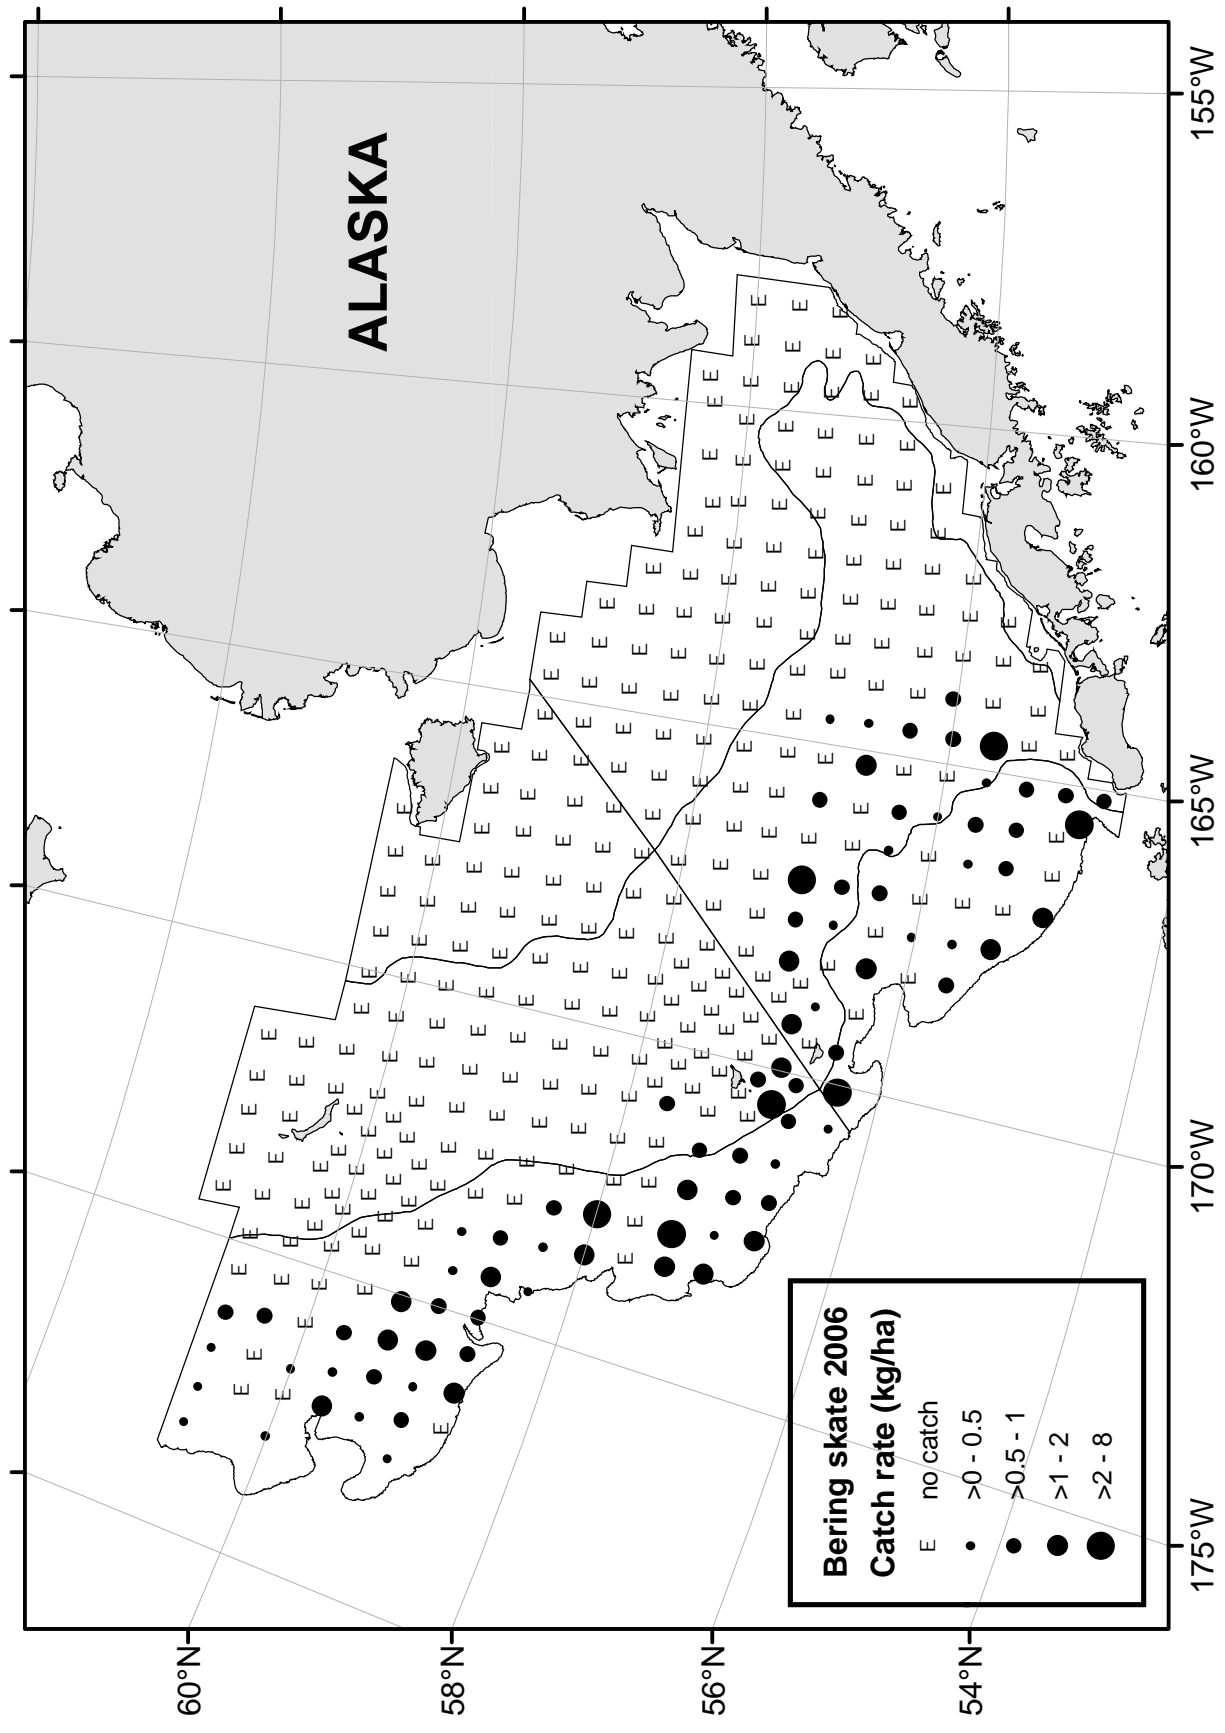 ALASKA
60°N
58°N
56°N
54°N
Bering skate 2006
Catch rate (kg/ha)
E no catch
>0 - 0.5
>0.5 - 1
>1 - 2
>2 - 8
175°W
170°W
165°W
160°W
155°W